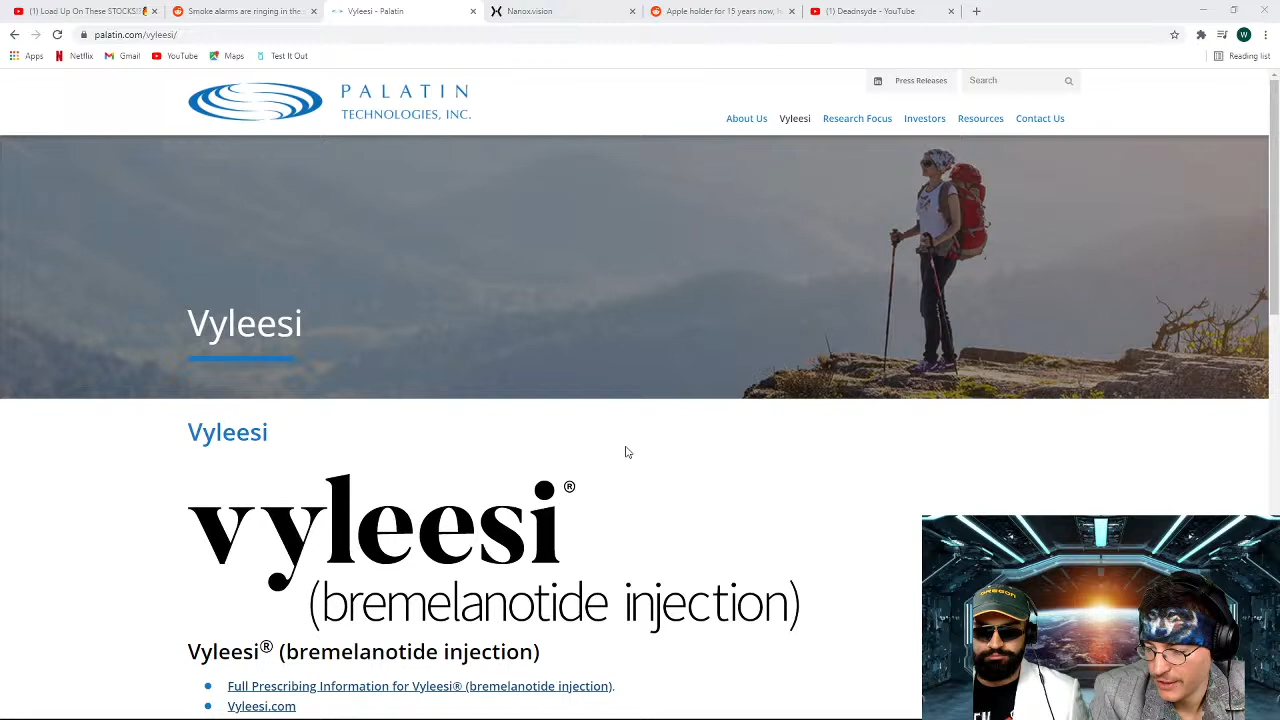 (1) Load Up On These STOCKS!?
Smoke alarms are ringing in the
Vyleesi - Palatin
Nanox.vision
Apple holder for 15 years now, h
(1) Deadnsyde - YouTube
palatin.com/vyleesi/
W
Apps
Netflix
Gmail
YouTube
Maps
Test It Out
Reading list
PALATIN
TECHNOLOGIES, INC.
Press Releases
Search
About Us
Vyleesi
Research Focus
Investors
Resources
Contact Us
Vyleesi
Vyleesi
vyleesi®
(bremelanotide injection)
Vyleesi® (bremelanotide injection)
Full Prescribing Information for Vyleesi® (bremelanotide injection).
Vyleesi.com
OREGON